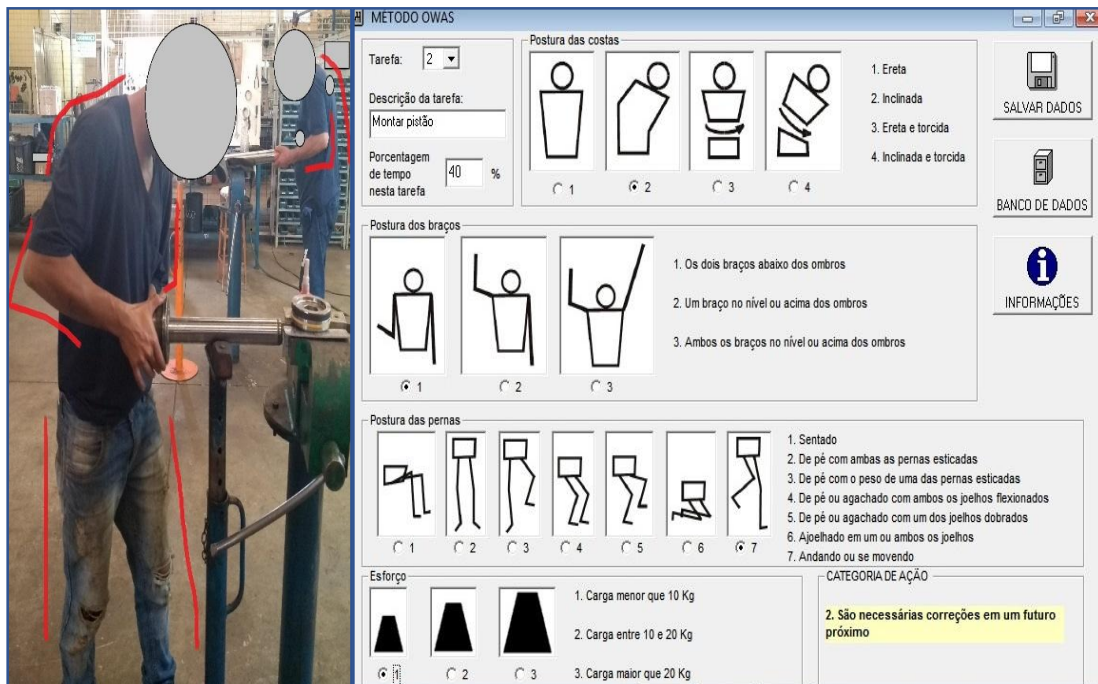 MÉTODO OWAS
Tarefa: 2
Descrição da tarefa:
Montar pistão
Porcentagem
de tempo
nesta tarefa 40 %
Postura das costas
1 2 3 4
1. Ereta
2. Inclinada
3. Ereta e torcida
4. Inclinada e torcida
SALVAR DADOS
BANCO DE DADOS
INFORMAÇÕES
Postura dos braços
1 2 3
1. Os dois braços abaixo dos ombros
2. Um braço no nível ou acima dos ombros
3. Ambos os braços no nível ou acima dos ombros
Postura das pernas
1 2 3 4 5 6 7
1. Sentado
2. De pé com ambas as pernas esticadas
3. De pé com o peso de uma das pernas esticadas
4. De pé ou agachado com ambos os joelhos flexionados
5. De pé ou agachado com um dos joelhos dobrados
6. Ajoelhado em um ou ambos os joelhos
7. Andando ou se movendo
Esforço
1 2 3
1. Carga menor que 10 Kg
2. Carga entre 10 e 20 Kg
3. Carga maior que 20 Kg
CATEGORIA DE AÇÃO
2. São necessárias correções em um futuro
próximo